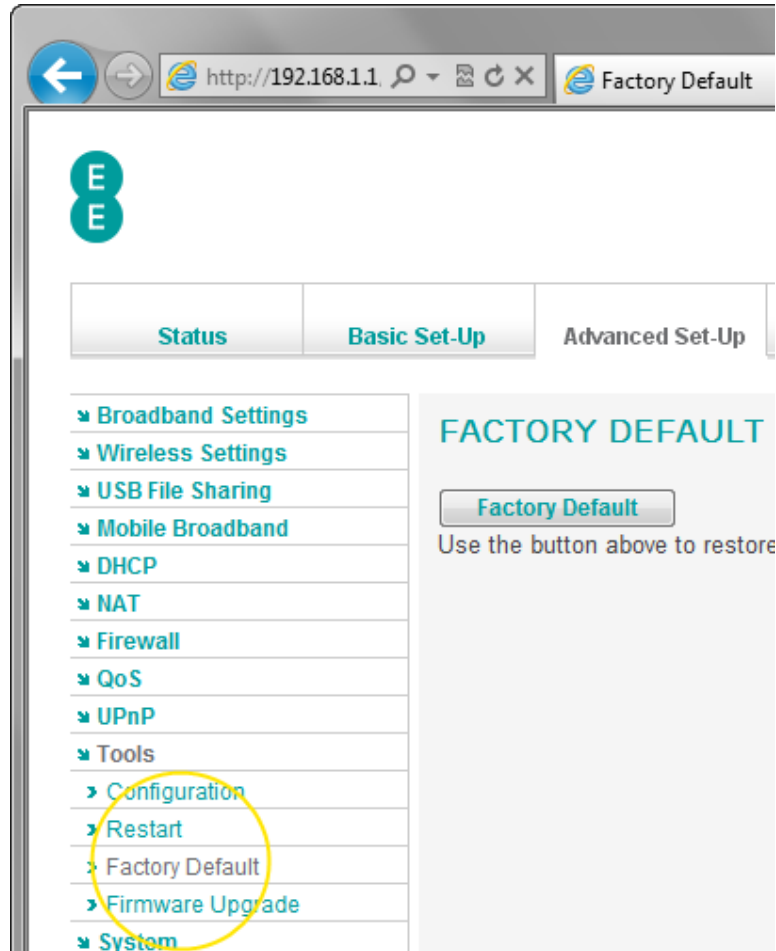 http://192.168.1.1
Factory Default
E
E
Status
Basic Set-Up
Advanced Set-Up
Broadband Settings
Wireless Settings
USB File Sharing
Mobile Broadband
DHCP
NAT
Firewall
QoS
UPnP
Tools
Configuration
Restart
Factory Default
Firmware Upgrade
System
FACTORY DEFAULT
Factory Default
Use the button above to restore